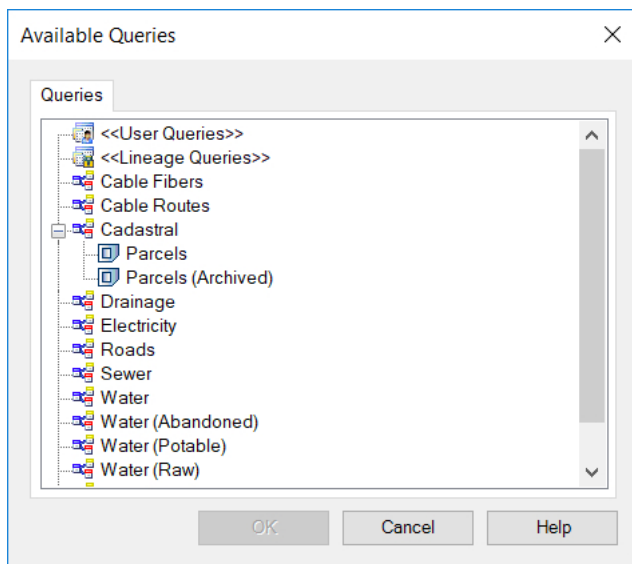 Available Queries
Queries
<<User Queries>>
<<Lineage Queries>>
Cable Fibers
Cable Routes
Cadastral
Parcels
Parcels (Archived)
Drainage
Electricity
Roads
Sewer
Water
Water (Abandoned)
Water (Potable)
Water (Raw)
OK
Cancel
Help